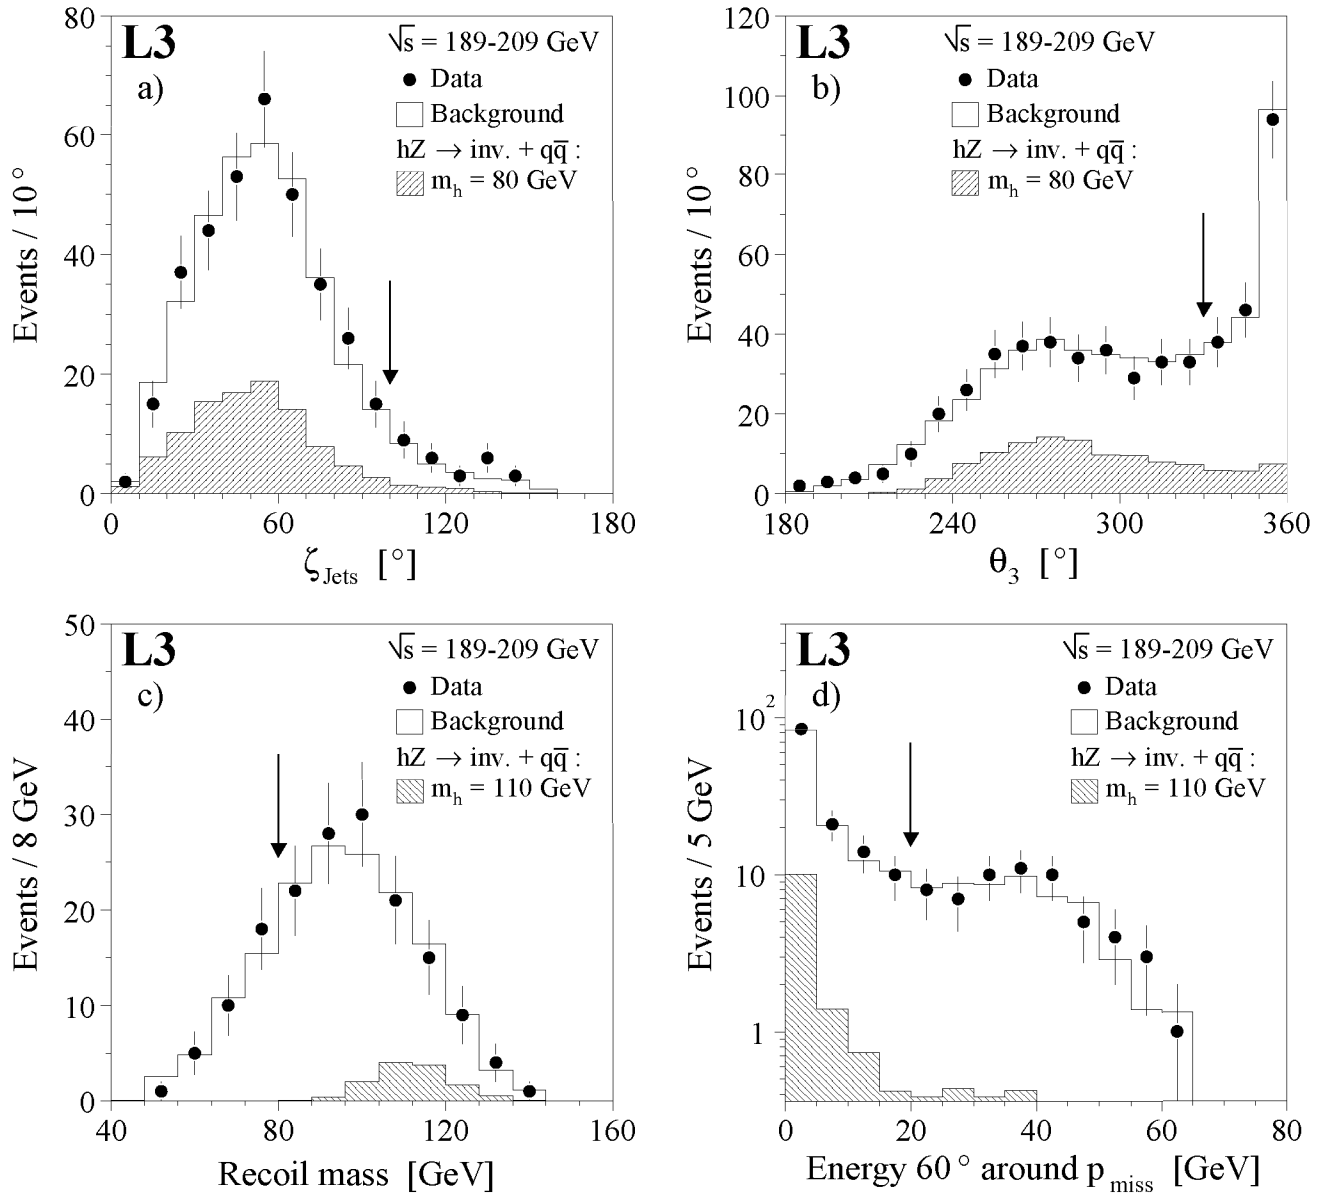 L3
a)
√s = 189-209 GeV
Data
Background
hZ → inv. + qq̅ :
m_h = 80 GeV
Events / 10°
80
60
40
20
0
0 60 120 180
ζ_Jets [°]
L3
b)
√s = 189-209 GeV
Data
Background
hZ → inv. + qq̅ :
m_h = 80 GeV
Events / 10°
120
100
80
60
40
20
0
180 240 300 360
θ_3 [°]
L3
c)
√s = 189-209 GeV
Data
Background
hZ → inv. + qq̅ :
m_h = 110 GeV
Events / 8 GeV
50
40
30
20
10
0
40 80 120 160
Recoil mass [GeV]
L3
d)
√s = 189-209 GeV
Data
Background
hZ → inv. + qq̅ :
m_h = 110 GeV
Events / 5 GeV
10²
10
1
0 20 40 60 80
Energy 60° around p_miss [GeV]